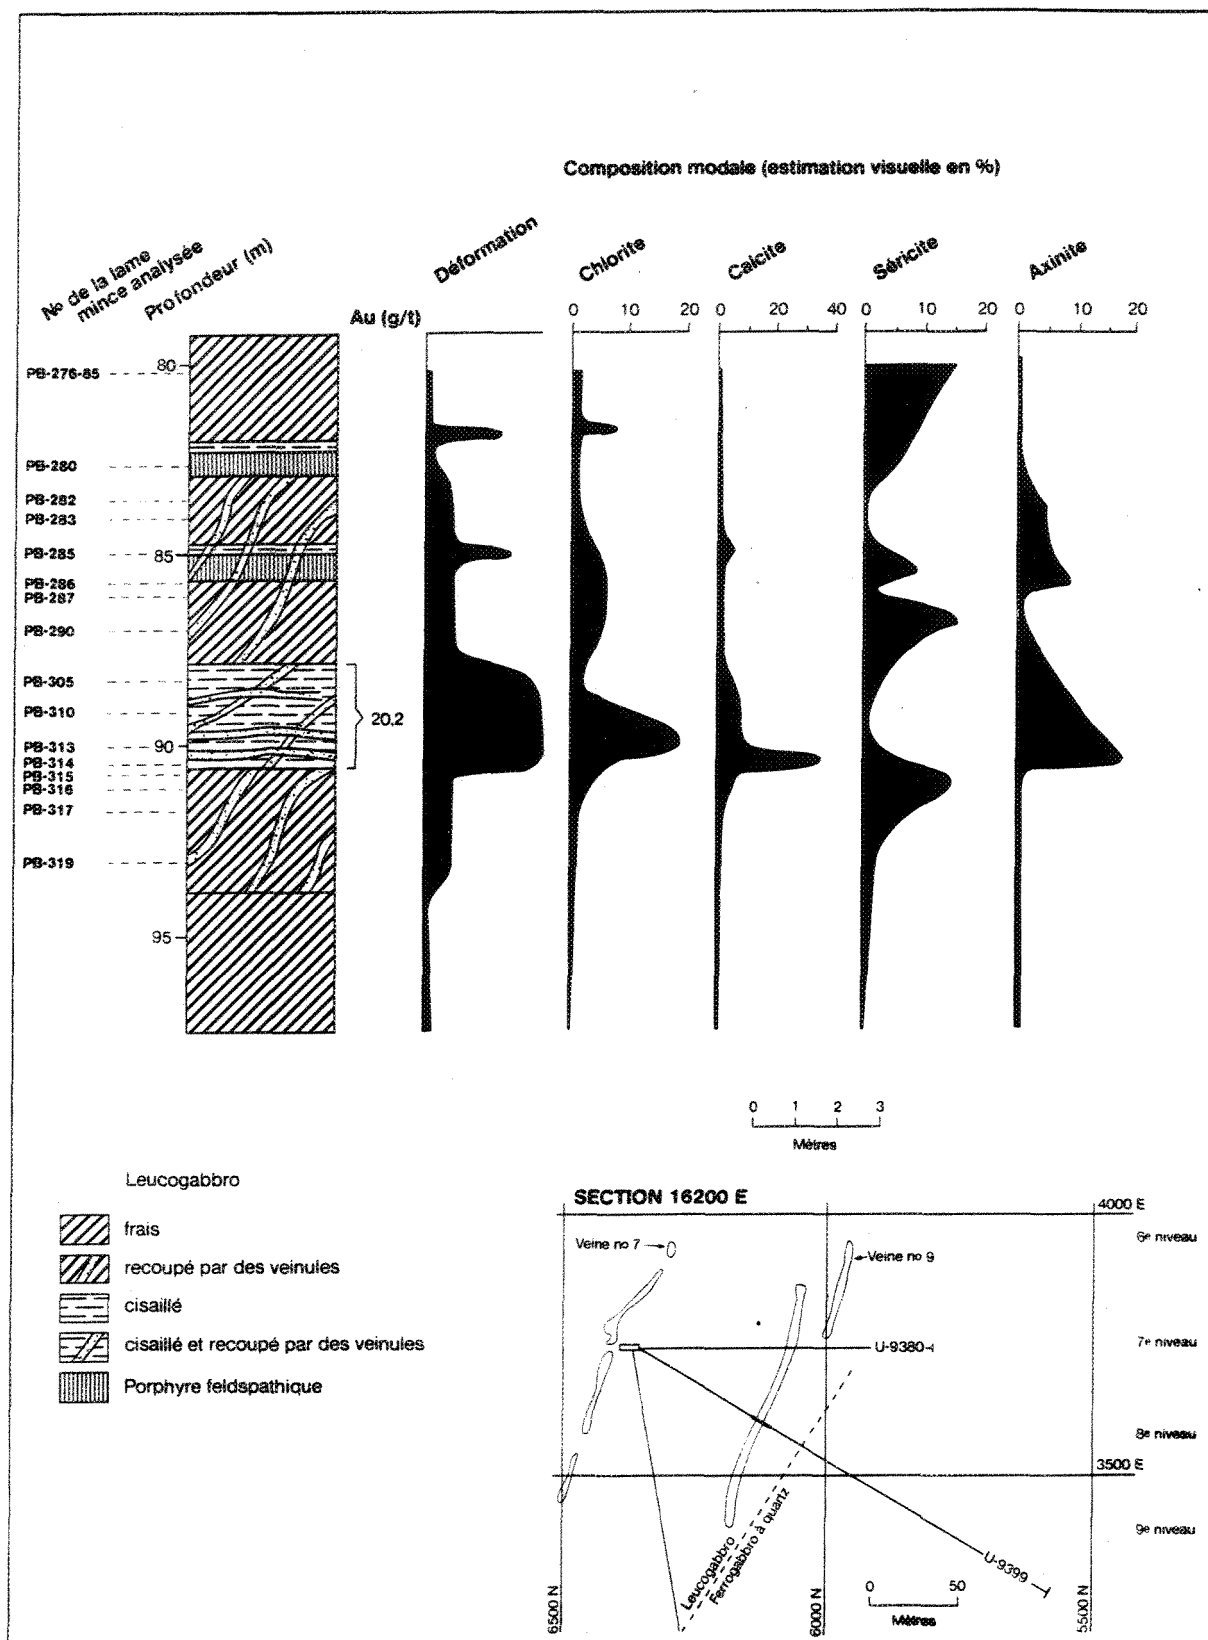 Composition modale (estimation visuelle en %)
No de la lame
mince analysée
Profondeur (m)
Au (g/t)
Déformation
Chlorite
Calcite
Séricite
Axinite
0 10 20
0 20 40
0 10 20
0 10 20
80
85
90
95
PB-276-85
PB-280
PB-282
PB-283
PB-285
PB-286
PB-287
PB-290
PB-305
PB-310
PB-313
PB-314
PB-315
PB-316
PB-317
PB-319
20,2
0 1 2 3
Mètres
Leucogabbro
frais
recoupé par des veinules
cisaillé
cisaillé et recoupé par des veinules
Porphyre feldspathique
SECTION 16200 E
4000 E
6e niveau
Veine no 7
Veine no 9
7e niveau
U-9380
8e niveau
3500 E
9e niveau
Leucogabbro
Ferrogabbro à quartz
U-9399
0 50
Mètres
6500 N
6000 N
5500 N